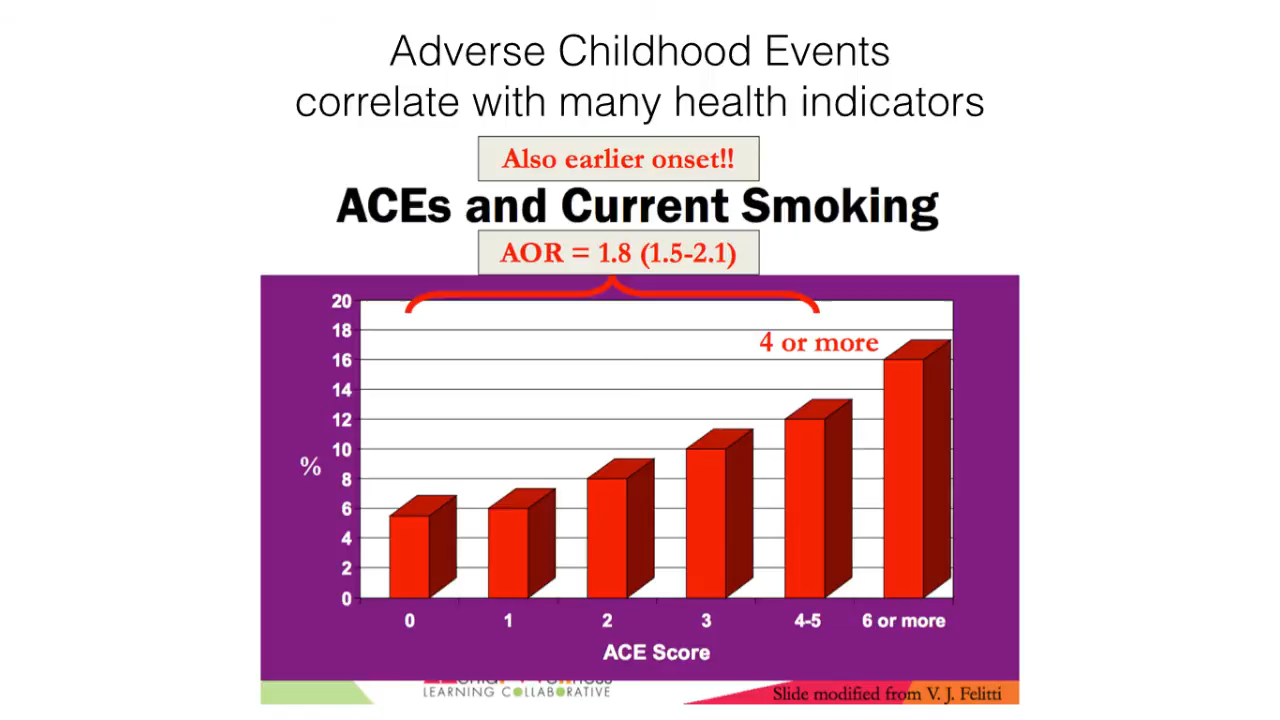 Adverse Childhood Events
correlate with many health indicators
Also earlier onset!!
ACEs and Current Smoking
AOR = 1.8 (1.5-2.1)
20
18
16
14
12
10
8
6
4
2
0
%
4 or more
0 1 2 3 4-5 6 or more
ACE Score
LEARNING COLLABORATIVE
Slide modified from V. J. Felitti